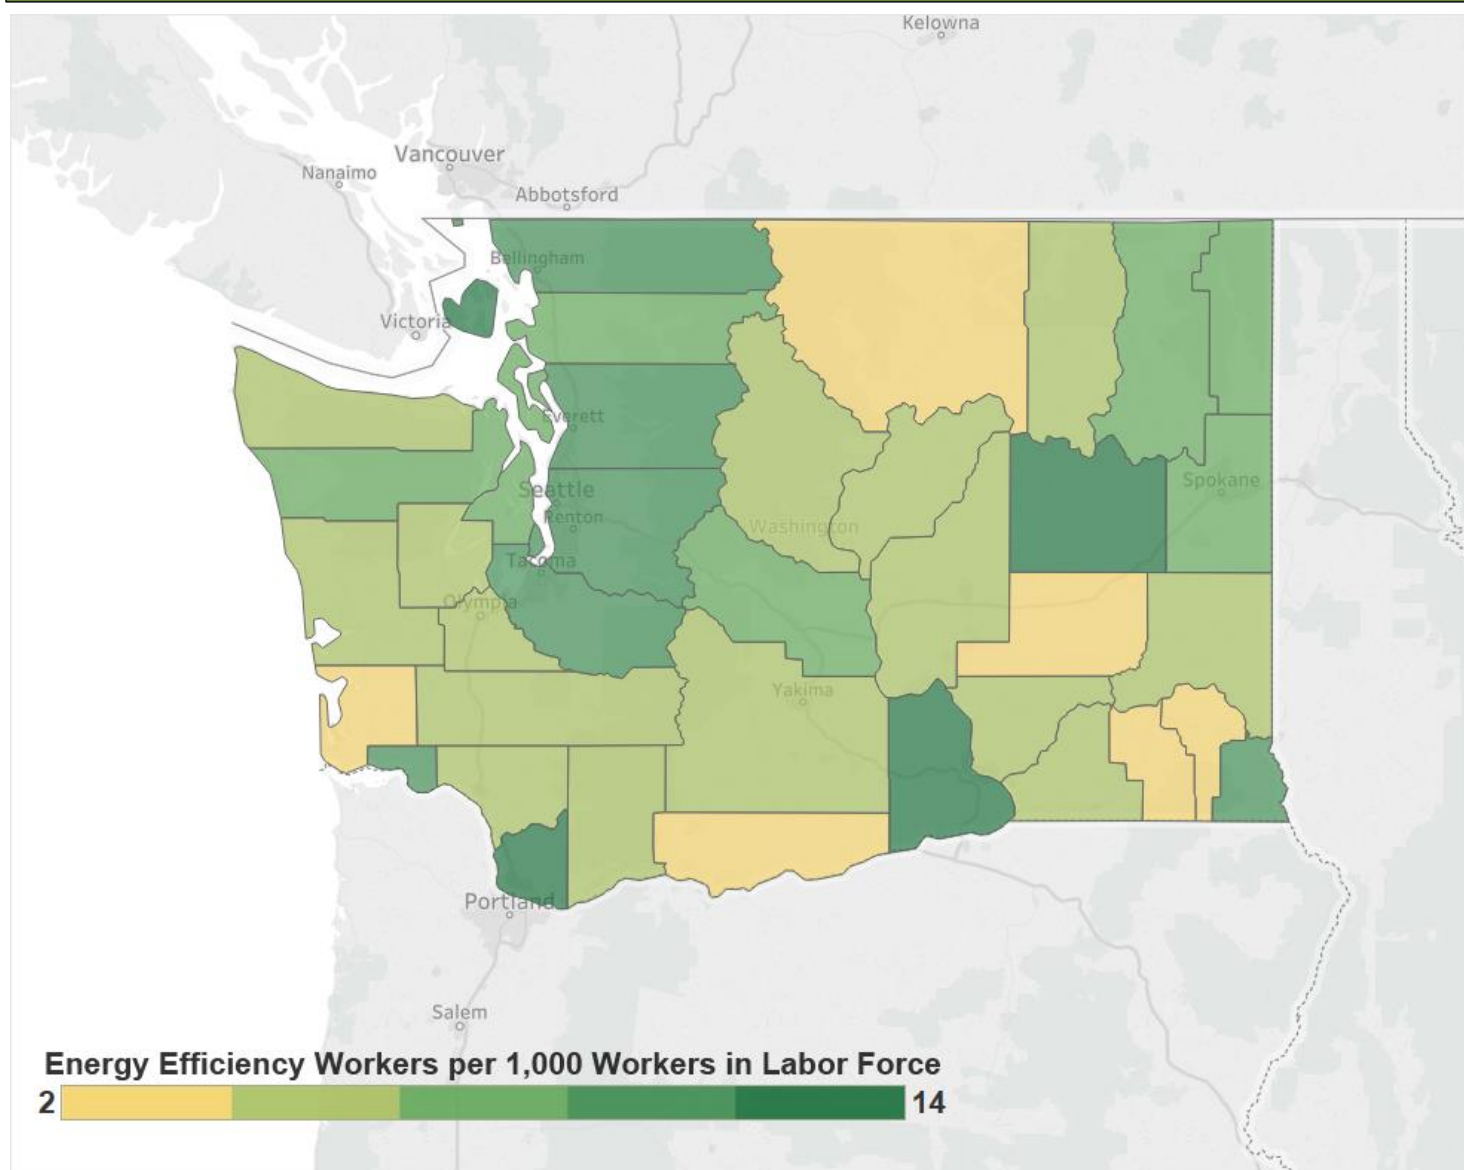 Kelowna
Vancouver
Nanaimo
Abbotsford
Bellingham
Victoria
Everett
Seattle
Spokane
Renton
Washington
Tacoma
Olympia
Yakima
Portland
Salem
Energy Efficiency Workers per 1,000 Workers in Labor Force
2 14